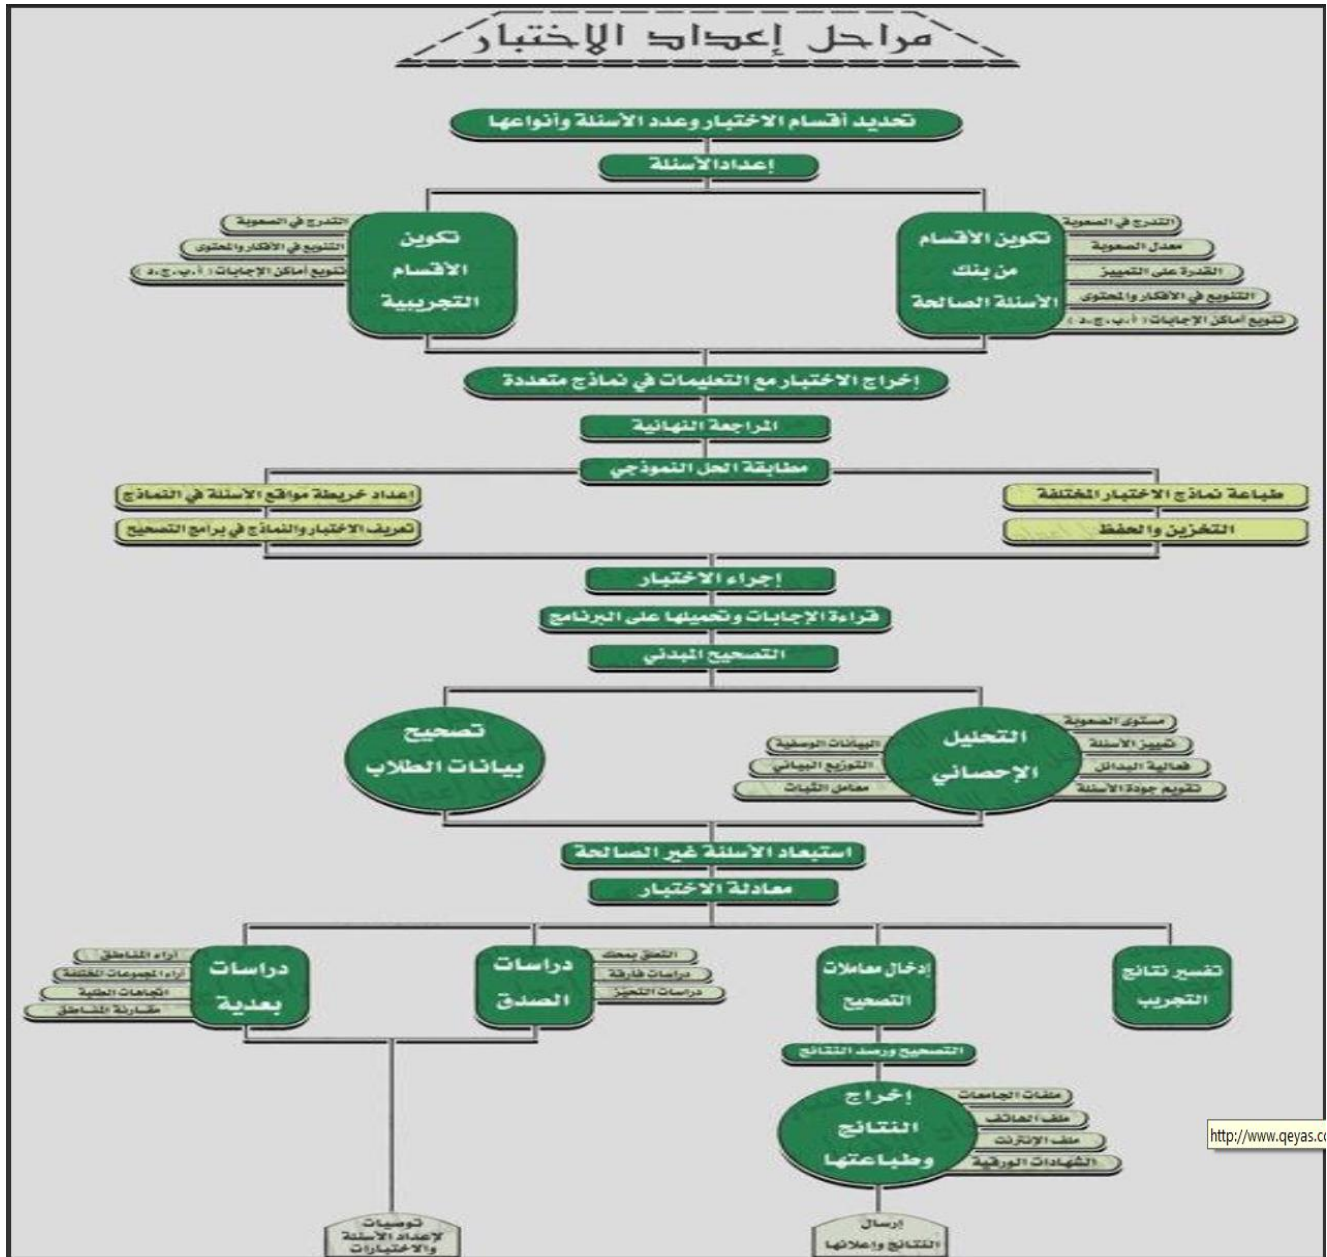 مراحل إعداد الإختبار
تحديد أقسام الاختبار وعدد الأسئلة وأنواعها
إعداد الأسئلة
تكوين الأقسام
من بنك
الأسئلة الصالحة
التدرج في الصعوبة
معدل الصعوبة
القدرة على التمييز
التنويع في الأفكار والمحتوى
تنويع أماكن الإجابات ( أ ، ب ، ج ، د )
تكوين
الأقسام
التجريبية
التدرج في الصعوبة
التنويع في الأفكار والمحتوى
تنويع أماكن الإجابات ( أ ، ب ، ج ، د )
إخراج الاختبار مع التعليمات في نماذج متعددة
المراجعة النهائية
مطابقة الحل النموذجي
طباعة نماذج الاختبار المختلفة
التخزين والحفظ
إعداد خريطة مواقع الأسئلة في النماذج
تعريف الاختبار والنماذج في برامج التصحيح
إجراء الاختبار
قراءة الإجابات وتحميلها على البرنامج
التصحيح المبدئي
التحليل
الإحصائي
مستوى الصعوبة
تمييز الأسئلة
فعالية البدائل
تقويم جودة الأسئلة
البيانات الوصفية
التوزيع البياني
معامل الثبات
تصحيح
بيانات الطلاب
استبعاد الأسئلة غير الصالحة
معادلة الاختبار
تفسير نتائج
التجريب
إدخال معاملات
التصحيح
دراسات
الصدق
التعلق بمحك
دراسات فارقة
دراسات التحيز
دراسات
بعدية
آراء المناطق
آراء المجموعات المختلفة
اتجاهات الطلبة
مقارنة المناطق
التصحيح ورصد النتائج
إخراج
النتائج
وطباعتها
ملفات الجامعات
ملف الهاتف
ملف الإنترنت
الشهادات الورقية
إرسال
النتائج وإعلانها
توصيات
لإعداد الأسئلة
والاختبارات
http://www.qeyas.co